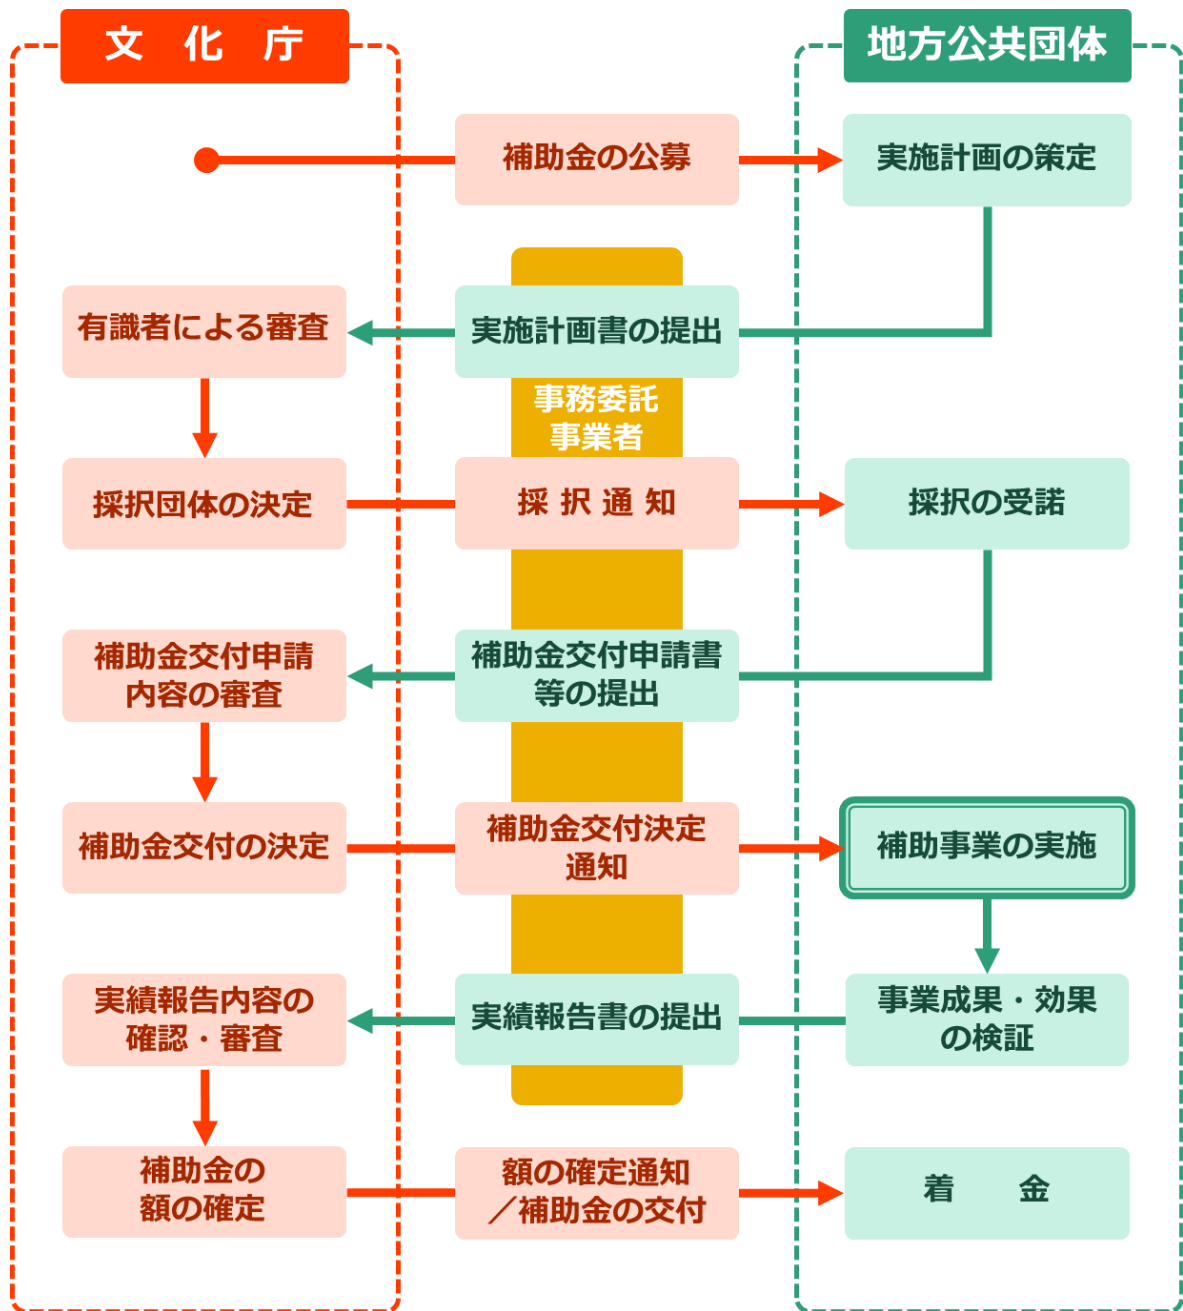 文 化 庁
地方公共団体
補助金の公募
実施計画の策定
有識者による審査
実施計画書の提出
事務委託
事業者
採択団体の決定
採 択 通 知
採択の受諾
補助金交付申請
内容の審査
補助金交付申請書
等の提出
補助金交付の決定
補助金交付決定
通知
補助事業の実施
実績報告内容の
確認・審査
実績報告書の提出
事業成果・効果
の検証
補助金の
額の確定
額の確定通知
／補助金の交付
着 金